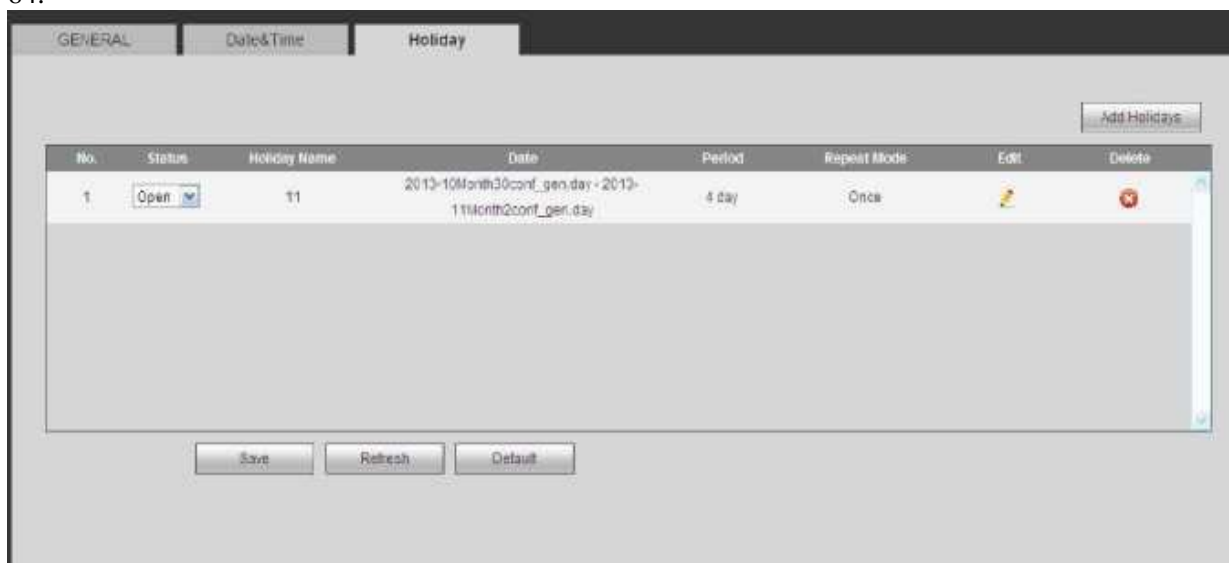 GENERAL Date&Time Holiday
Add Holidays
No. Status Holiday Name Date Period Repeat Mode Edit Delete
1 Open 11 2013-10Month30conf_gen.day - 2013-
11Month2conf_gen.day 4 day Once
Save Refresh Default